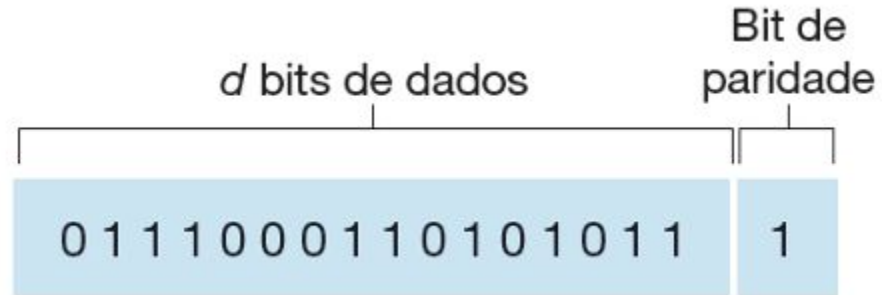 d bits de dados
Bit de
paridade
0 1 1 1 0 0 0 1 1 0 1 0 1 0 1 1
1